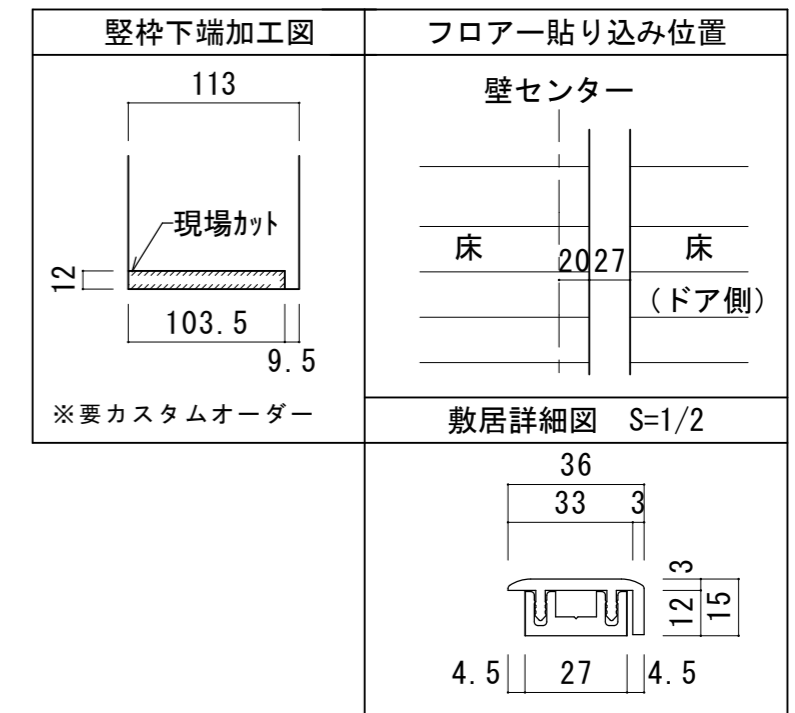 竪枠下端加工図
113
現場ｶｯﾄ
12
103.5
9.5
※要カスタムオーダー
フロアー貼り込み位置
壁センター
床
20
27
床
(ドア側)
敷居詳細図 S=1/2
36
33
3
3
12
15
4.5
27
4.5